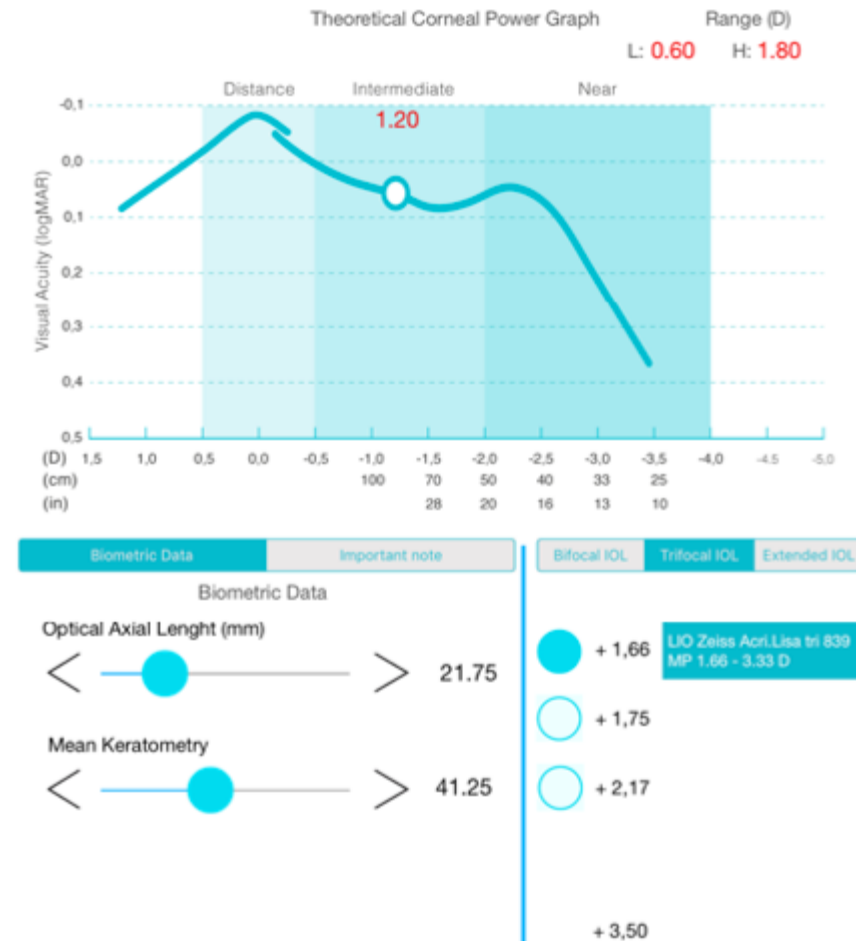 Theoretical Corneal Power Graph
Range (D)
L: 0.60 H: 1.80
Distance Intermediate Near
1.20
Visual Acuity (logMAR)
-0,1
0,0
0,1
0,2
0,3
0,4
0,5
(D) 1,5 1,0 0,5 0,0 -0,5 -1,0 -1,5 -2,0 -2,5 -3,0 -3,5 -4,0 -4.5 -5,0
(cm) 100 70 50 40 33 25
(in) 28 20 16 13 10
Biometric Data Important note
Biometric Data
Optical Axial Lenght (mm)
< > 21.75
Mean Keratometry
< > 41.25
Bifocal IOL Trifocal IOL Extended IOL
+ 1,66
LIO Zeiss Acri.Lisa tri 839
MP 1.66 - 3.33 D
+ 1,75
+ 2,17
+ 3,50